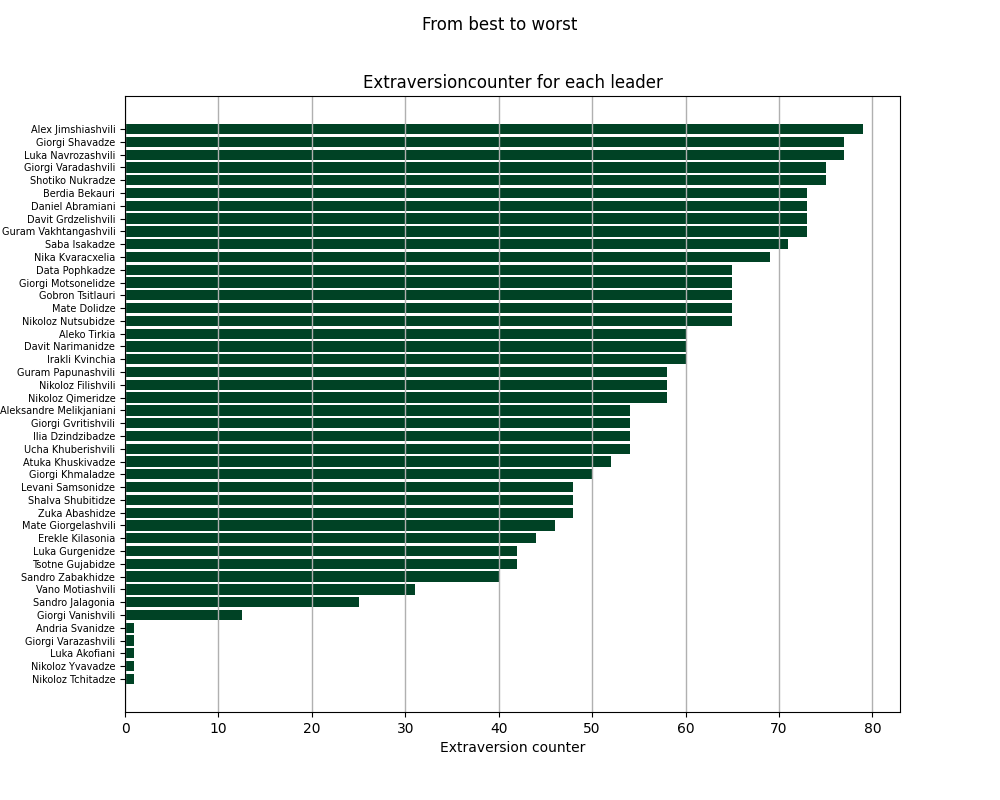 From best to worst
Extraversioncounter for each leader
Alex Jimshiashvili
Giorgi Shavadze
Luka Navrozashvili
Giorgi Varadashvili
Shotiko Nukradze
Berdia Bekauri
Daniel Abramiani
Davit Grdzelishvili
Guram Vakhtangashvili
Saba Isakadze
Nika Kvaracxelia
Data Pophkadze
Giorgi Motsonelidze
Gobron Tsitlauri
Mate Dolidze
Nikoloz Nutsubidze
Aleko Tirkia
Davit Narimanidze
Irakli Kvinchia
Guram Papunashvili
Nikoloz Filishvili
Nikoloz Qimeridze
Aleksandre Melikjaniani
Giorgi Gvritishvili
Ilia Dzindzibadze
Ucha Khuberishvili
Atuka Khuskivadze
Giorgi Khmaladze
Levani Samsonidze
Shalva Shubitidze
Zuka Abashidze
Mate Giorgelashvili
Erekle Kilasonia
Luka Gurgenidze
Tsotne Gujabidze
Sandro Zabakhidze
Vano Motiashvili
Sandro Jalagonia
Giorgi Vanishvili
Andria Svanidze
Giorgi Varazashvili
Luka Akofiani
Nikoloz Yvavadze
Nikoloz Tchitadze
0 10 20 30 40 50 60 70 80
Extraversion counter